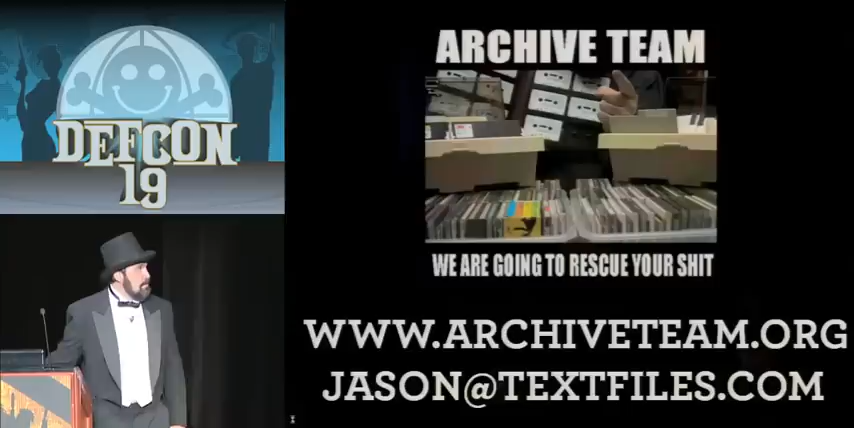 DEFCON
19
ARCHIVE TEAM
WE ARE GOING TO RESCUE YOUR SHIT
WWW.ARCHIVETEAM.ORG
JASON@TEXTFILES.COM